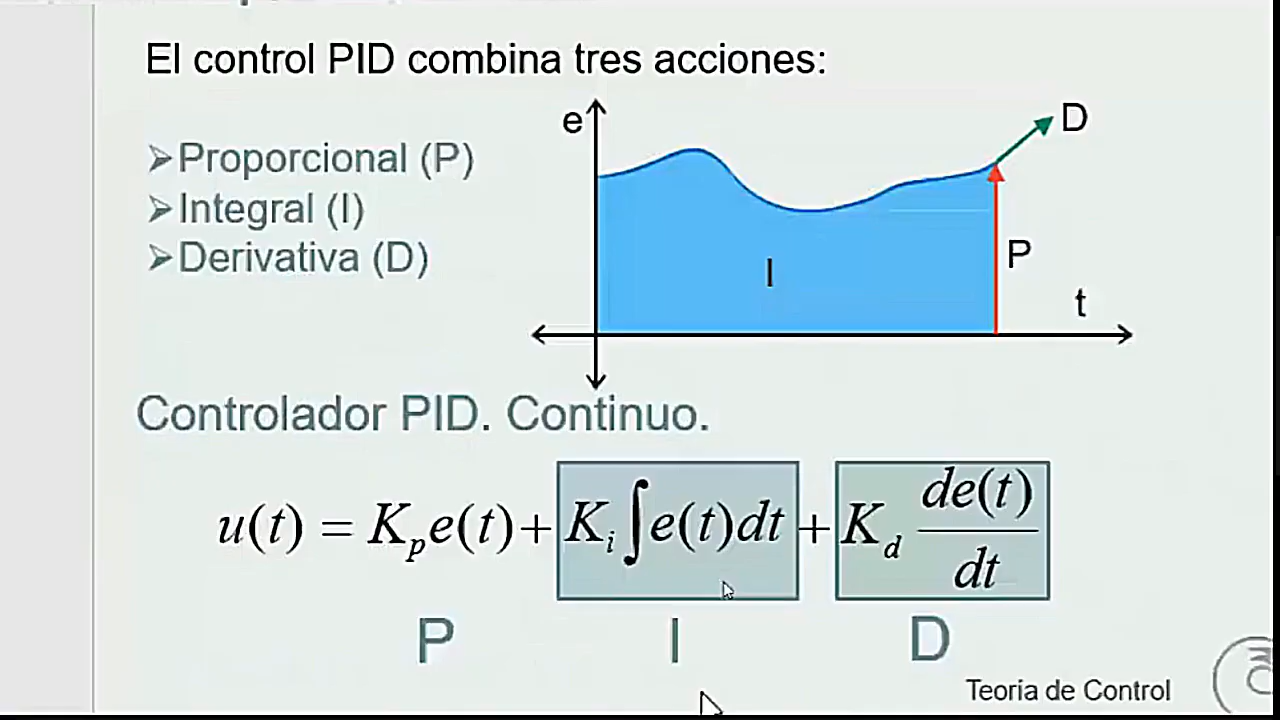 El control PID combina tres acciones:
➢Proporcional (P)
➢Integral (I)
➢Derivativa (D)
e
D
I
P
t
Controlador PID. Continuo.
u(t) = K_p e(t) + K_i ∫ e(t)dt + K_d de(t)/dt
P I D
Teoria de Control